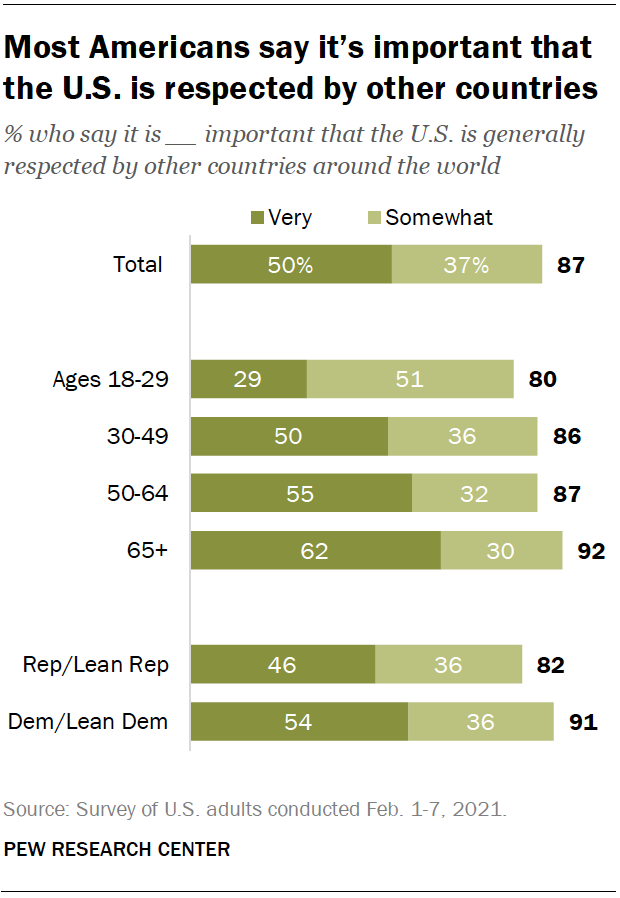 Most Americans say it’s important that
the U.S. is respected by other countries
% who say it is __ important that the U.S. is generally
respected by other countries around the world
Very Somewhat
Total 50% 37% 87
Ages 18-29 29 51 80
30-49 50 36 86
50-64 55 32 87
65+ 62 30 92
Rep/Lean Rep 46 36 82
Dem/Lean Dem 54 36 91
Source: Survey of U.S. adults conducted Feb. 1-7, 2021.
PEW RESEARCH CENTER